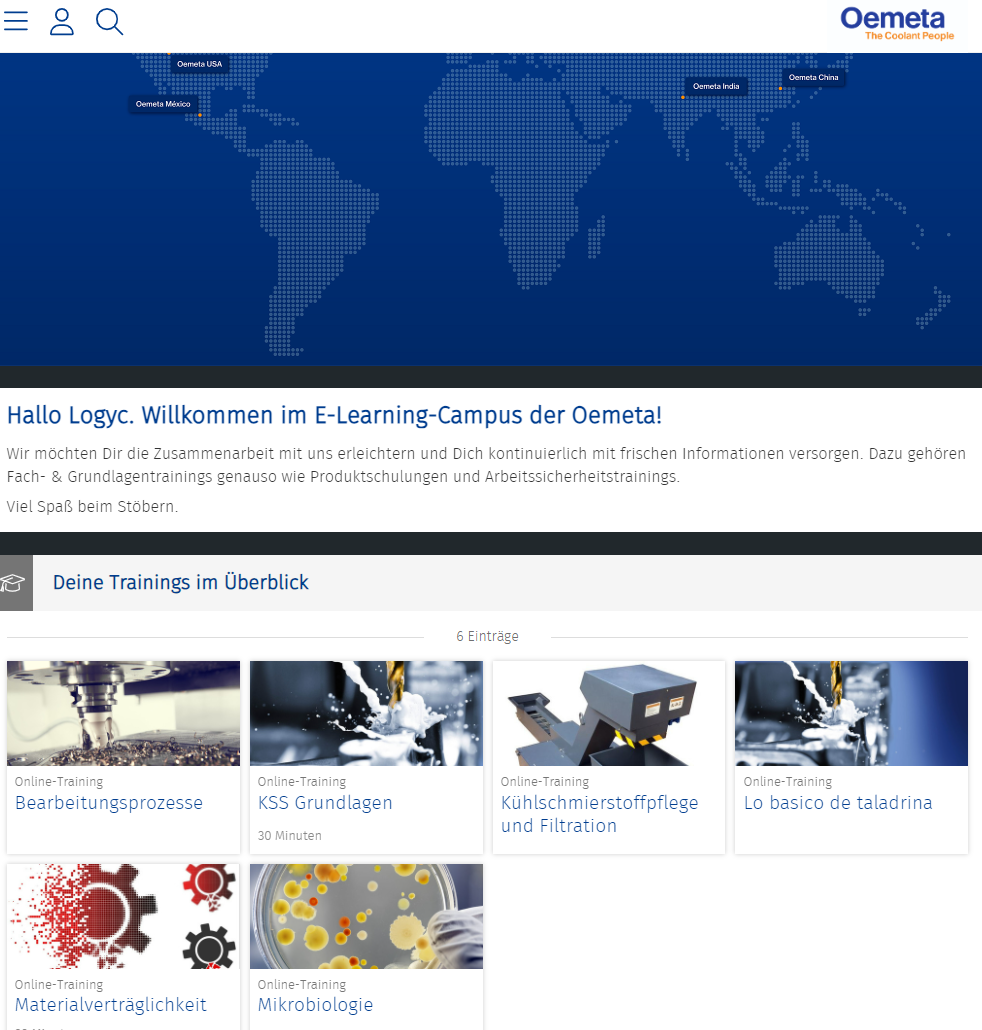 Oemeta
The Coolant People
Oemeta USA
Oemeta China
Oemeta India
Oemeta México
Hallo Logyc. Willkommen im E-Learning-Campus der Oemeta!
Wir möchten Dir die Zusammenarbeit mit uns erleichtern und Dich kontinuierlich mit frischen Informationen versorgen. Dazu gehören
Fach- & Grundlagentrainings genauso wie Produktschulungen und Arbeitssicherheitstrainings.
Viel Spaß beim Stöbern.
Deine Trainings im Überblick
6 Einträge
Online-Training
Bearbeitungsprozesse
Online-Training
KSS Grundlagen
30 Minuten
Online-Training
Kühlschmierstoffpflege
und Filtration
Online-Training
Lo basico de taladrina
Online-Training
Materialverträglichkeit
Online-Training
Mikrobiologie